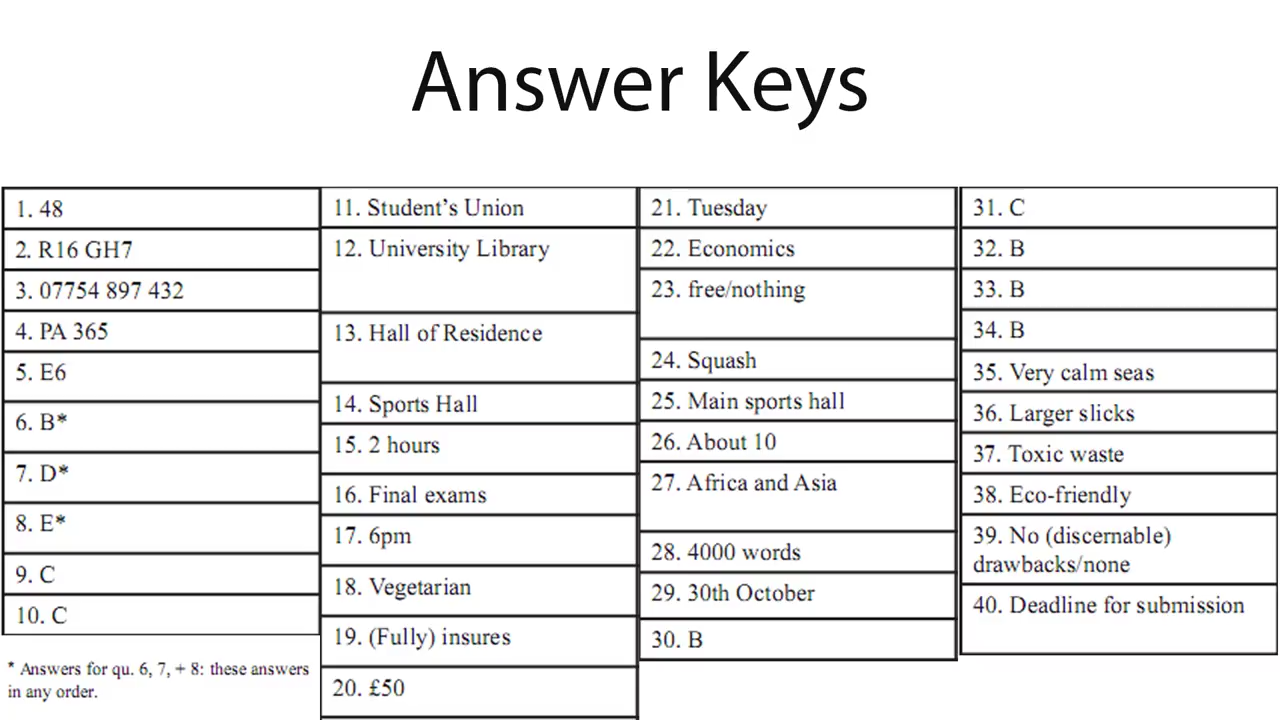 Answer Keys
1. 48
2. R16 GH7
3. 07754 897 432
4. PA 365
5. E6
6. B*
7. D*
8. E*
9. C
10. C
* Answers for qu. 6, 7, + 8: these answers
in any order.
11. Student's Union
12. University Library
13. Hall of Residence
14. Sports Hall
15. 2 hours
16. Final exams
17. 6pm
18. Vegetarian
19. (Fully) insures
20. £50
21. Tuesday
22. Economics
23. free/nothing
24. Squash
25. Main sports hall
26. About 10
27. Africa and Asia
28. 4000 words
29. 30th October
30. B
31. C
32. B
33. B
34. B
35. Very calm seas
36. Larger slicks
37. Toxic waste
38. Eco-friendly
39. No (discernable)
drawbacks/none
40. Deadline for submission